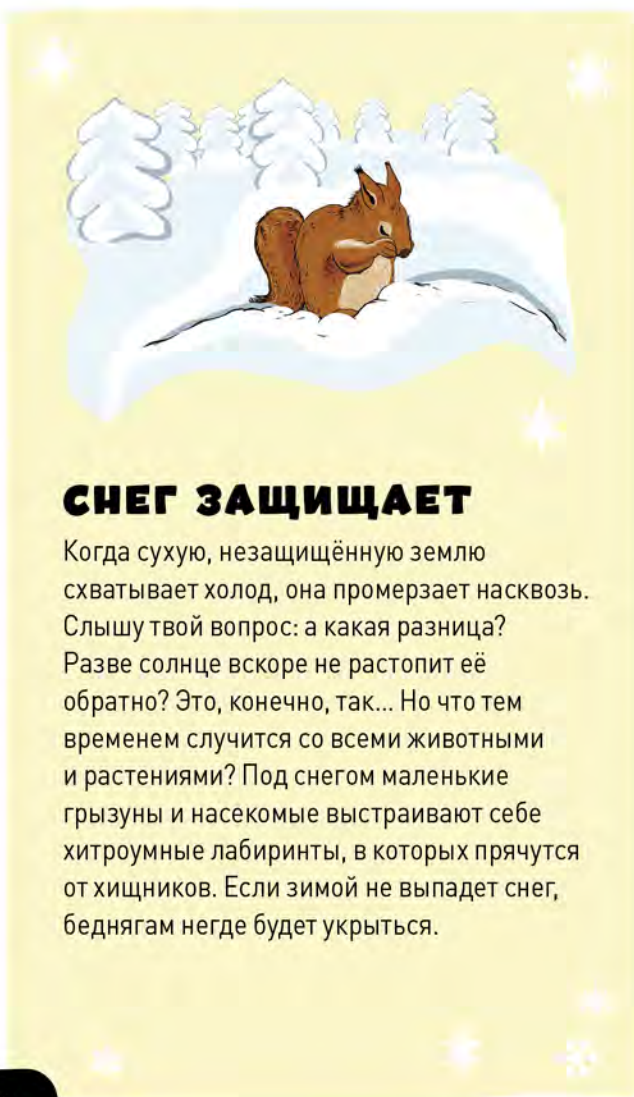 СНЕГ ЗАЩИЩАЕТ
Когда сухую, незащищённую землю
схватывает холод, она промерзает насквозь.
Слышу твой вопрос: а какая разница?
Разве солнце вскоре не растопит её
обратно? Это, конечно, так... Но что тем
временем случится со всеми животными
и растениями? Под снегом маленькие
грызуны и насекомые выстраивают себе
хитроумные лабиринты, в которых прячутся
от хищников. Если зимой не выпадет снег,
беднягам негде будет укрыться.